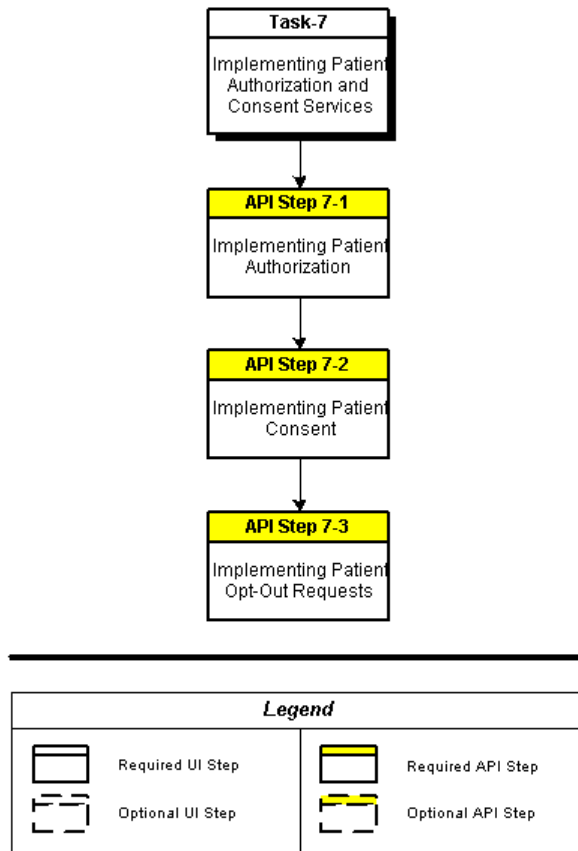 Task-7
Implementing Patient
Authorization and
Consent Services
API Step 7-1
Implementing Patient
Authorization
API Step 7-2
Implementing Patient
Consent
API Step 7-3
Implementing Patient
Opt-Out Requests
Legend
Required UI Step
Required API Step
Optional UI Step
Optional API Step